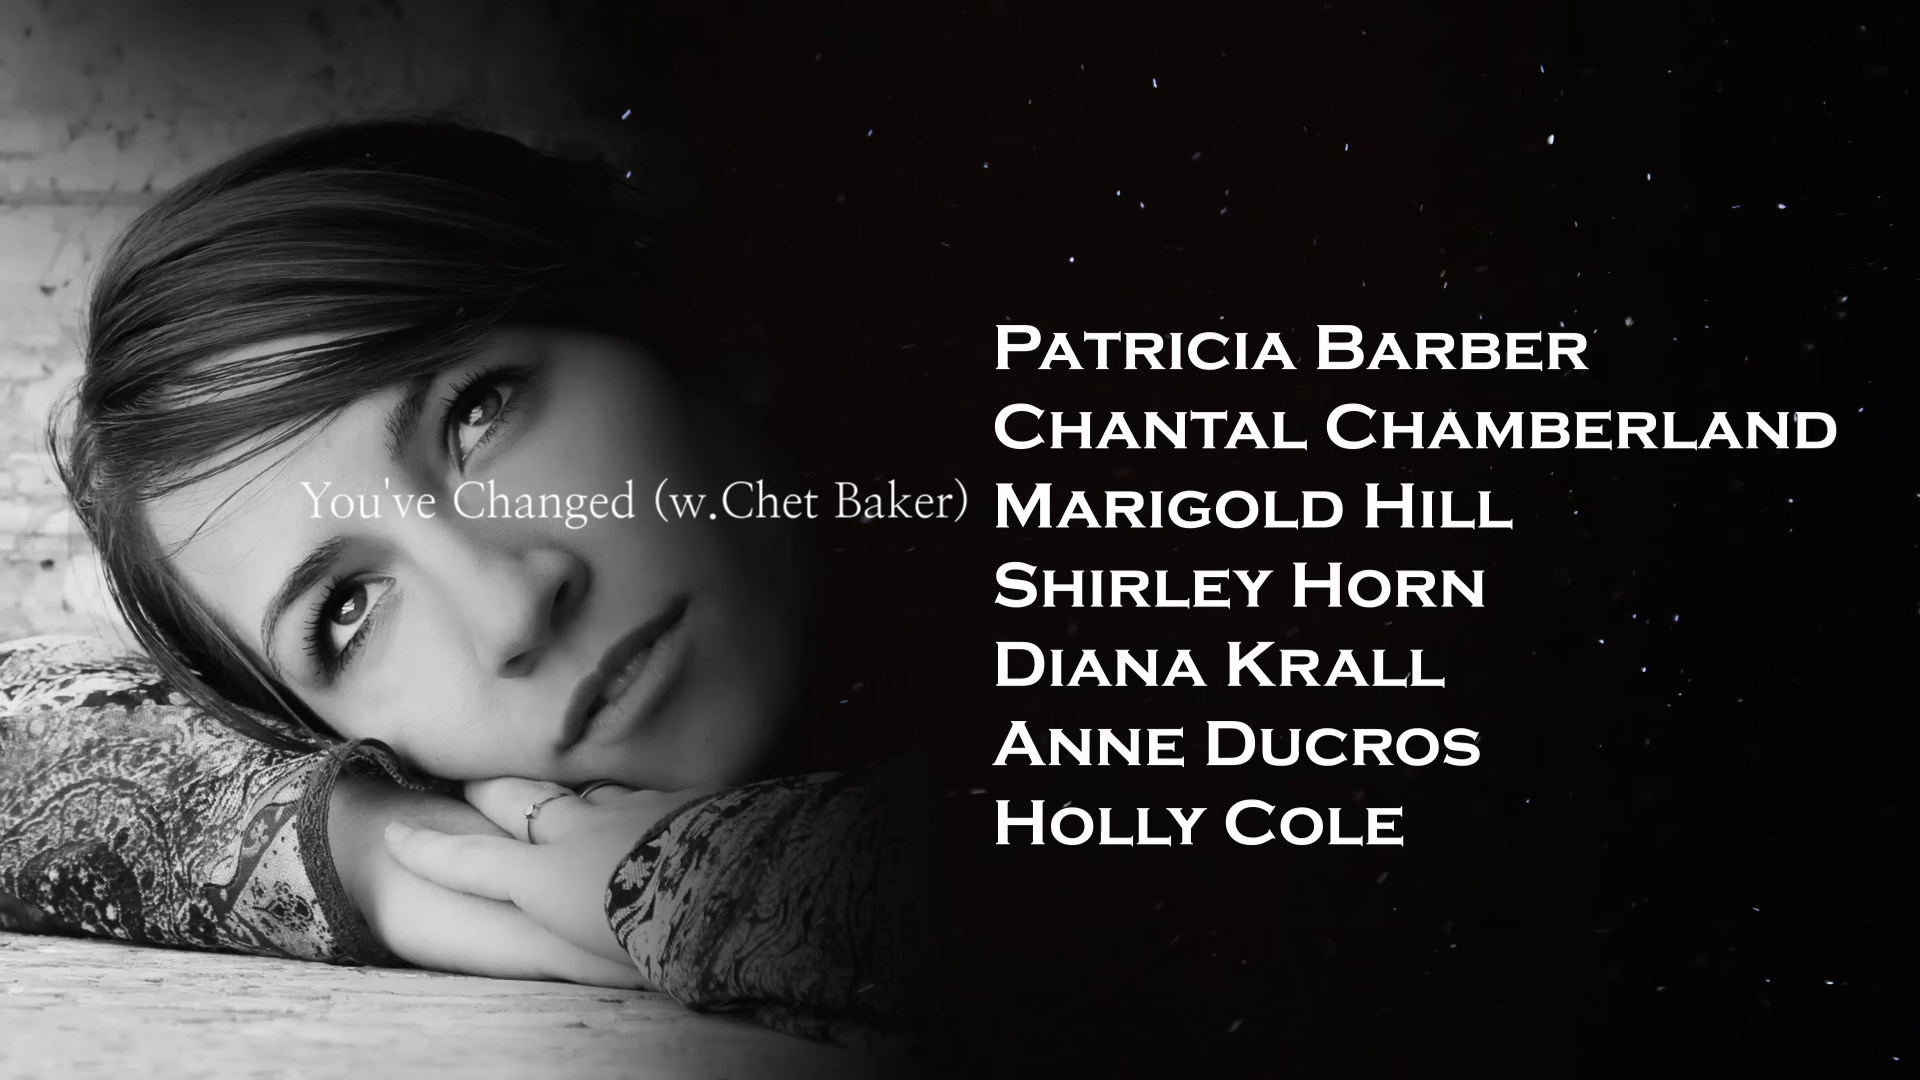 Patricia Barber
Chantal Chamberland
You've Changed (w.Chet Baker)
Marigold Hill
Shirley Horn
Diana Krall
Anne Ducros
Holly Cole